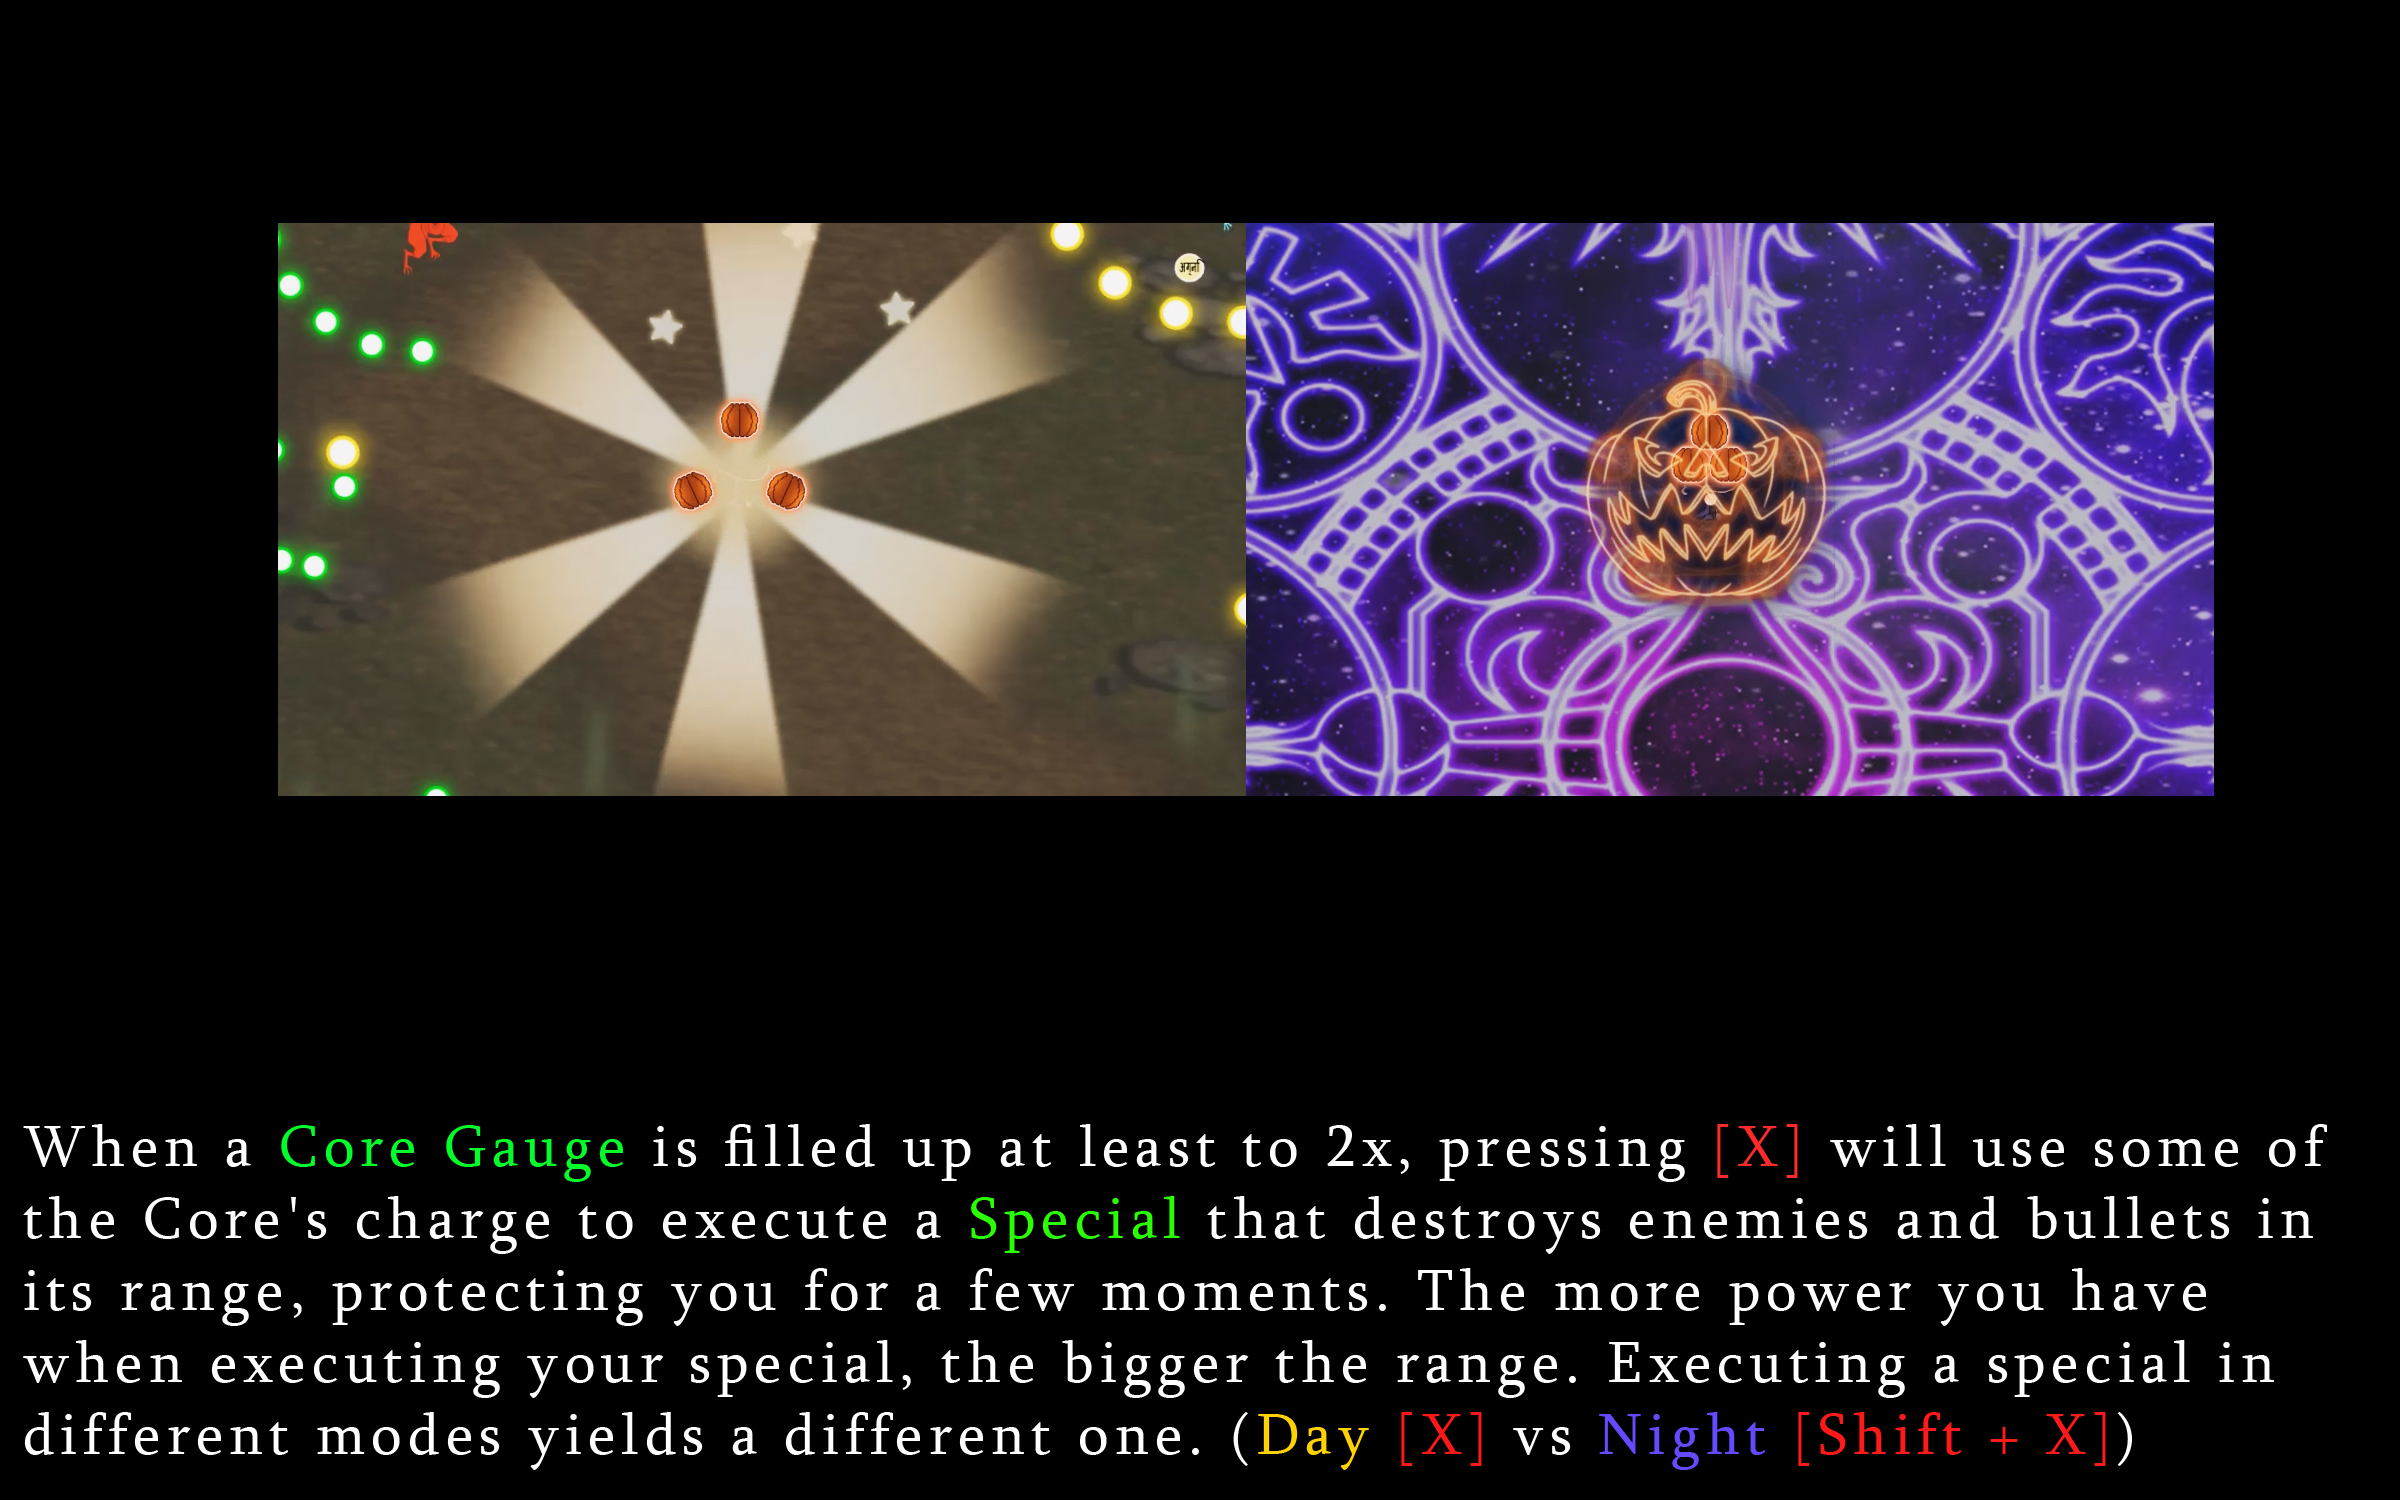 When a Core Gauge is filled up at least to 2x, pressing [X] will use some of
the Core's charge to execute a Special that destroys enemies and bullets in
its range, protecting you for a few moments. The more power you have
when executing your special, the bigger the range. Executing a special in
different modes yields a different one. (Day [X] vs Night [Shift + X])